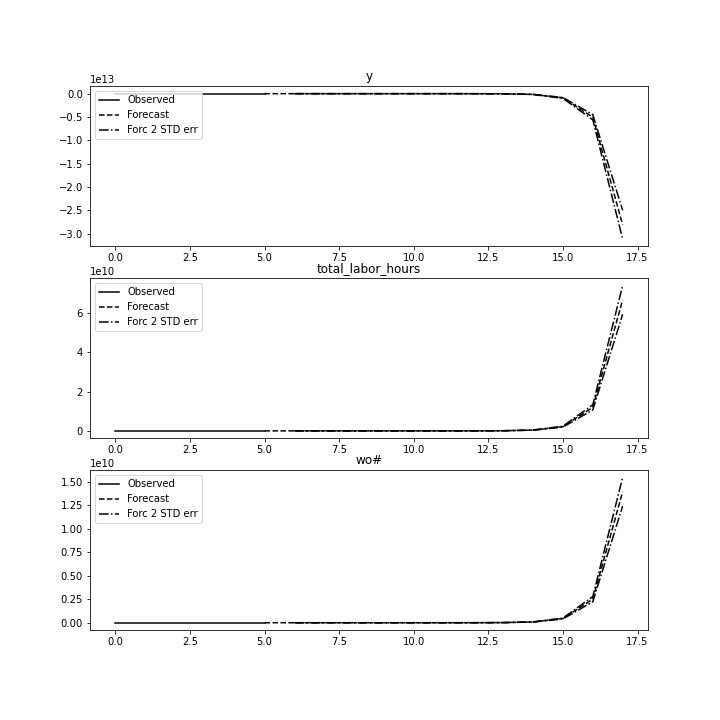 y
1e13
0.0
−0.5
−1.0
−1.5
−2.0
−2.5
−3.0
Observed
Forecast
Forc 2 STD err
0.0 2.5 5.0 7.5 10.0 12.5 15.0 17.5
total_labor_hours
1e10
6
4
2
0
Observed
Forecast
Forc 2 STD err
0.0 2.5 5.0 7.5 10.0 12.5 15.0 17.5
wo#
1e10
1.50
1.25
1.00
0.75
0.50
0.25
0.00
Observed
Forecast
Forc 2 STD err
0.0 2.5 5.0 7.5 10.0 12.5 15.0 17.5